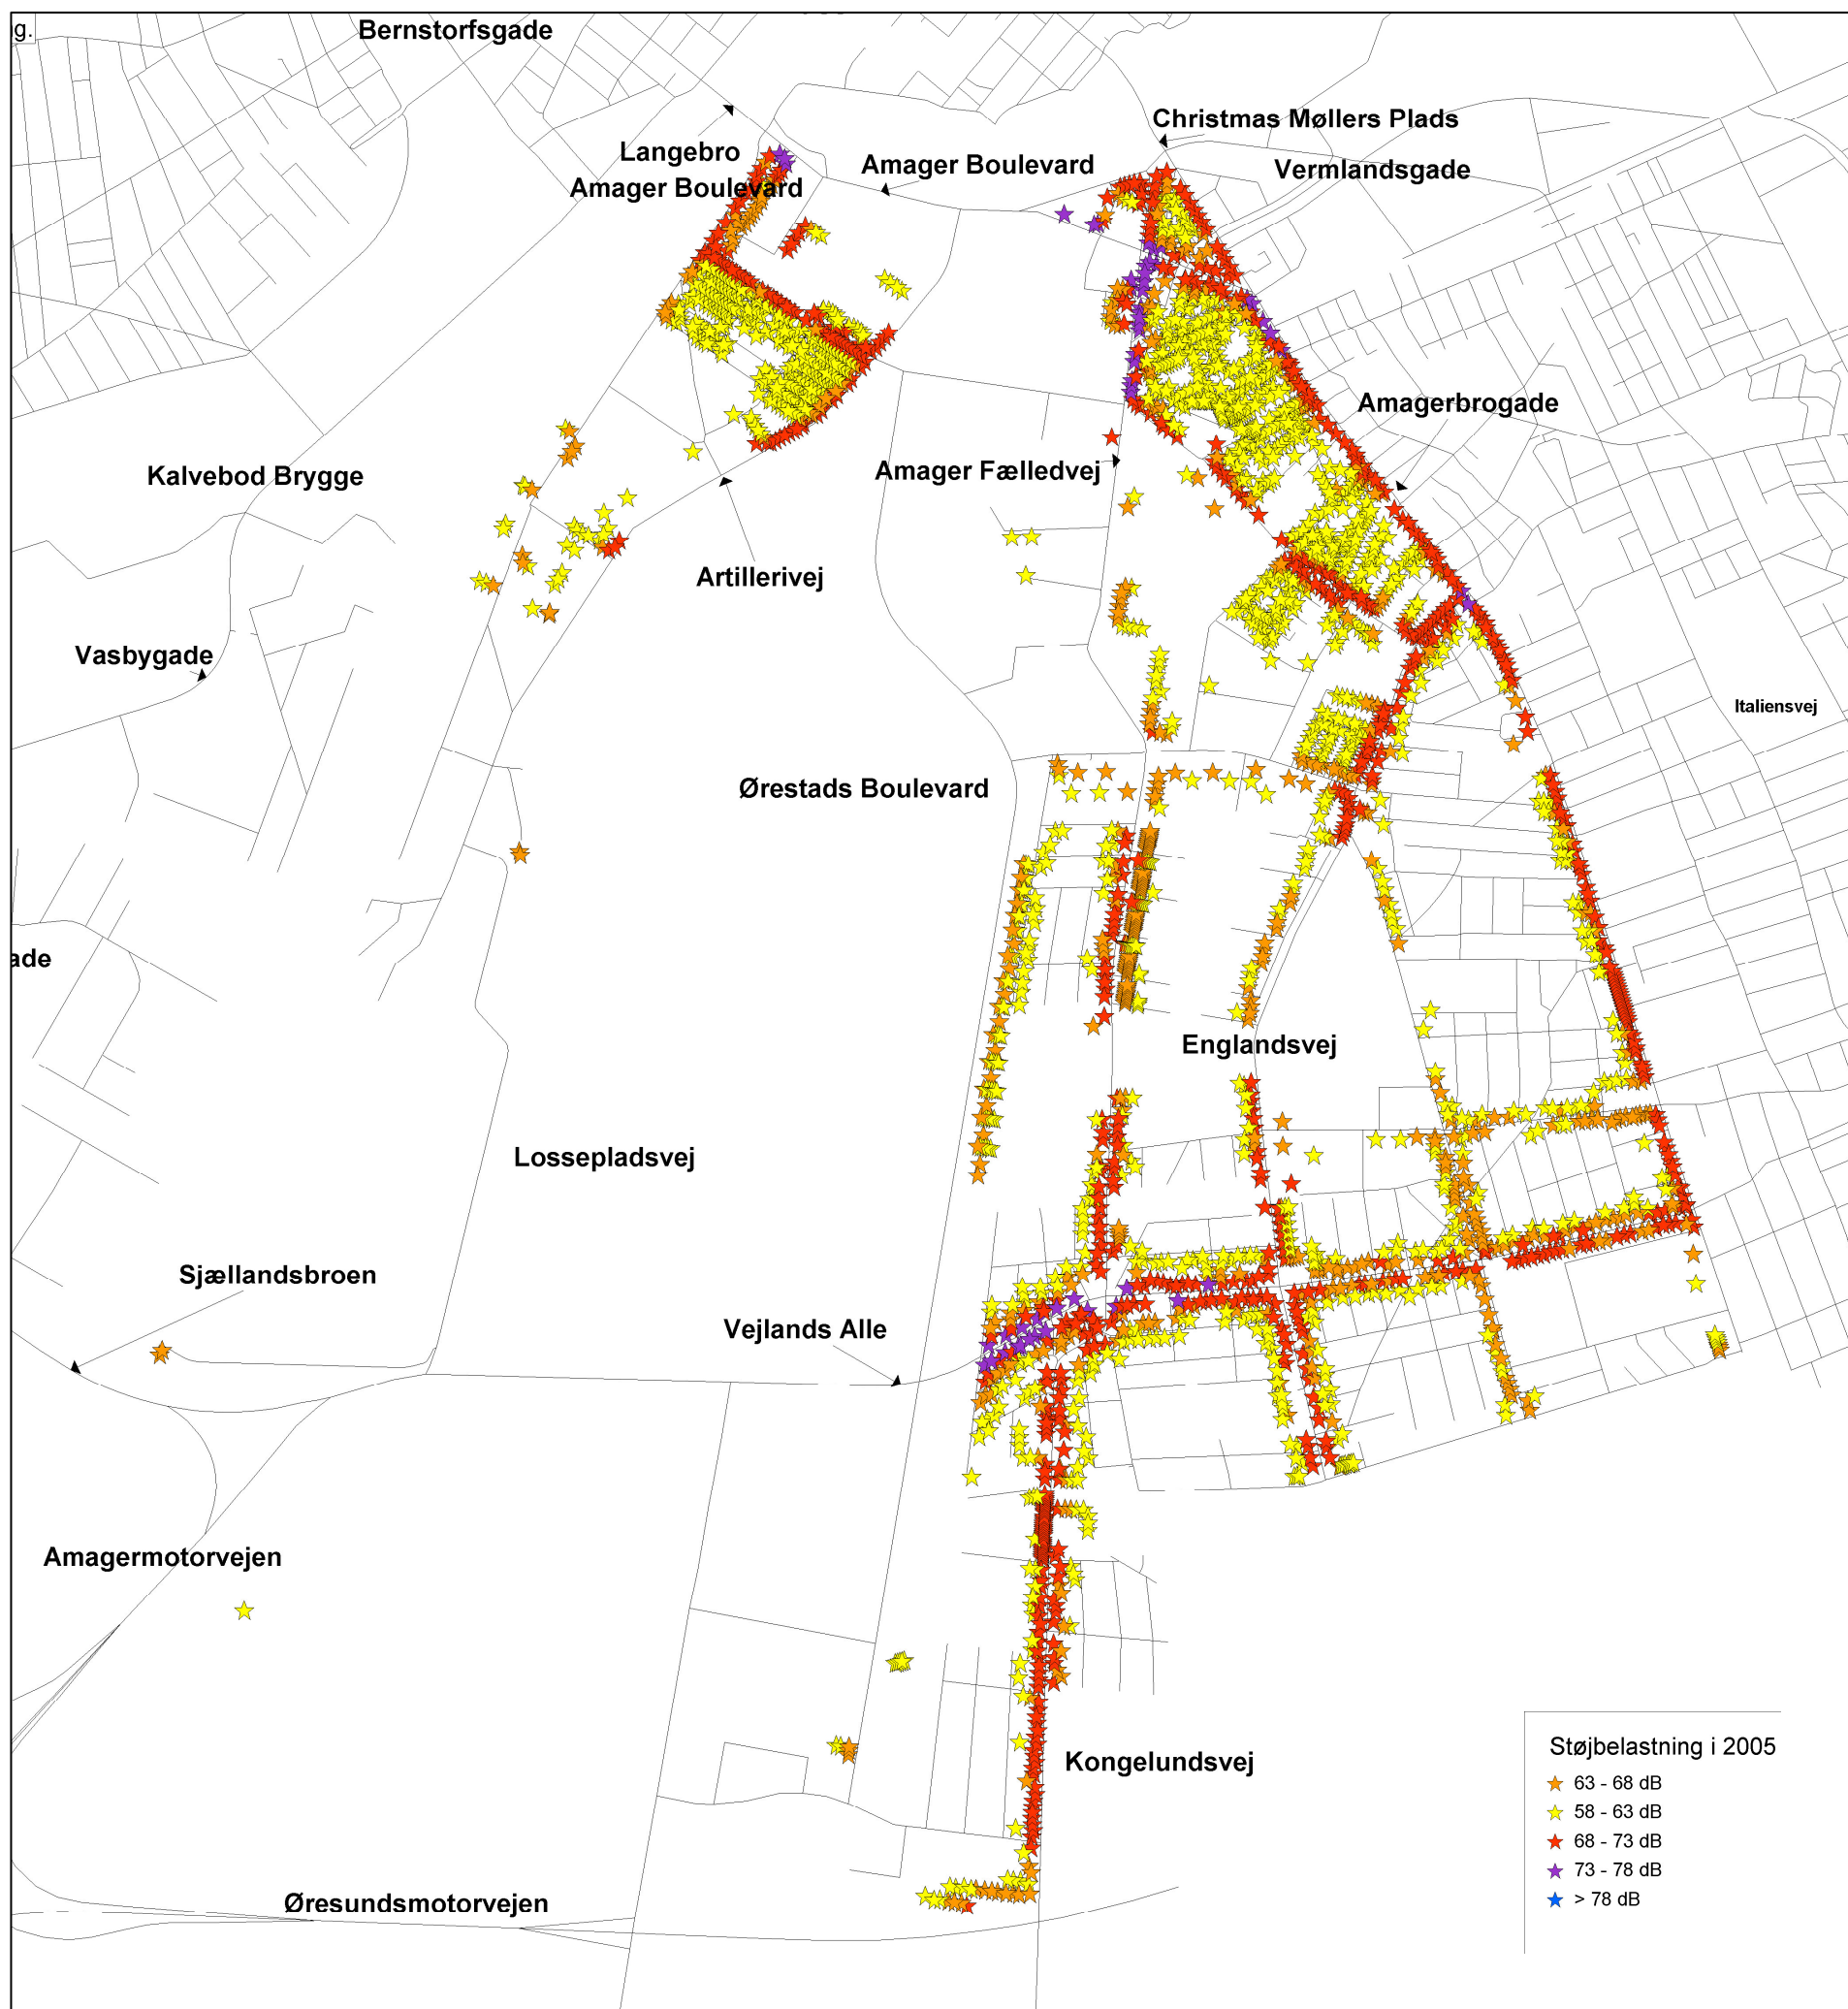 g.
Bernstorfsgade
Christmas Møllers Plads
Langebro
Amager Boulevard
Vermlandsgade
Amager Boulevard
Amagerbrogade
Amager Fælledvej
Kalvebod Brygge
Artillerivej
Vasbygade
Italiensvej
Ørestads Boulevard
ade
Englandsvej
Lossepladsvej
Sjællandsbroen
Vejlands Alle
Amagermotorvejen
Kongelundsvej
Øresundsmotorvejen
Støjbelastning i 2005
63 - 68 dB
58 - 63 dB
68 - 73 dB
73 - 78 dB
> 78 dB